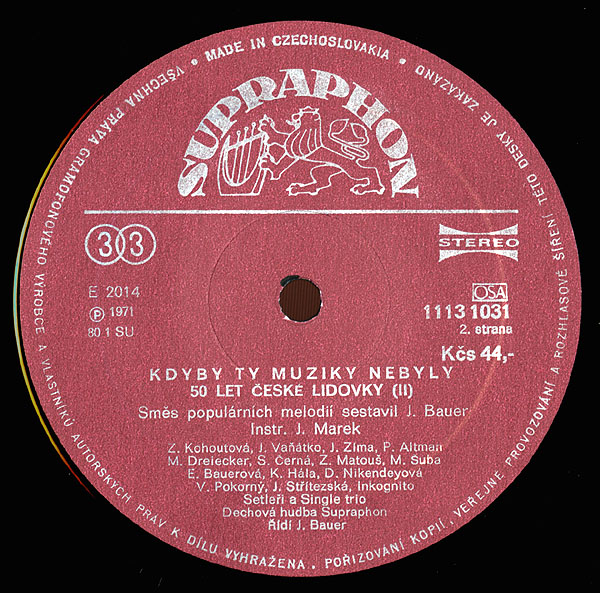 VŠECHNA PRÁVA GRAMOFONOVÉHO VÝROBCE A VLASTNÍKŮ AUTORSKÝCH PRÁV K DÍLU VYHRAŽENA • POŘIZOVÁNÍ KOPIÍ, VEŘEJNÉ PROVOZOVÁNÍ A ROZHLASOVÉ ŠÍŘENÍ TÉTO DESKY JE ZAKÁZÁNO
• MADE IN CZECHOSLOVAKIA •
SUPRAPHON
33
STEREO
E 2014
Ⓟ 1971
80 1 SU
OSA
1113 1031
2. strana
Kčs 44,-
KDYBY TY MUZIKY NEBYLY
50 LET ČESKÉ LIDOVKY (II)
Směs populárních melodií sestavil J. Bauer
Instr. J. Marek
Z. Kohoutová, J. Vaňátko, J. Zíma, P. Altman
M. Dreiecker, S. Černá, Z. Matouš, M. Šuba
E. Bauerová, K. Hála, D. Nikendeyová
V. Pokorný, J. Střítezská, Inkognito
Setleři a Single trio
Dechová hudba Supraphon
Řídí J. Bauer